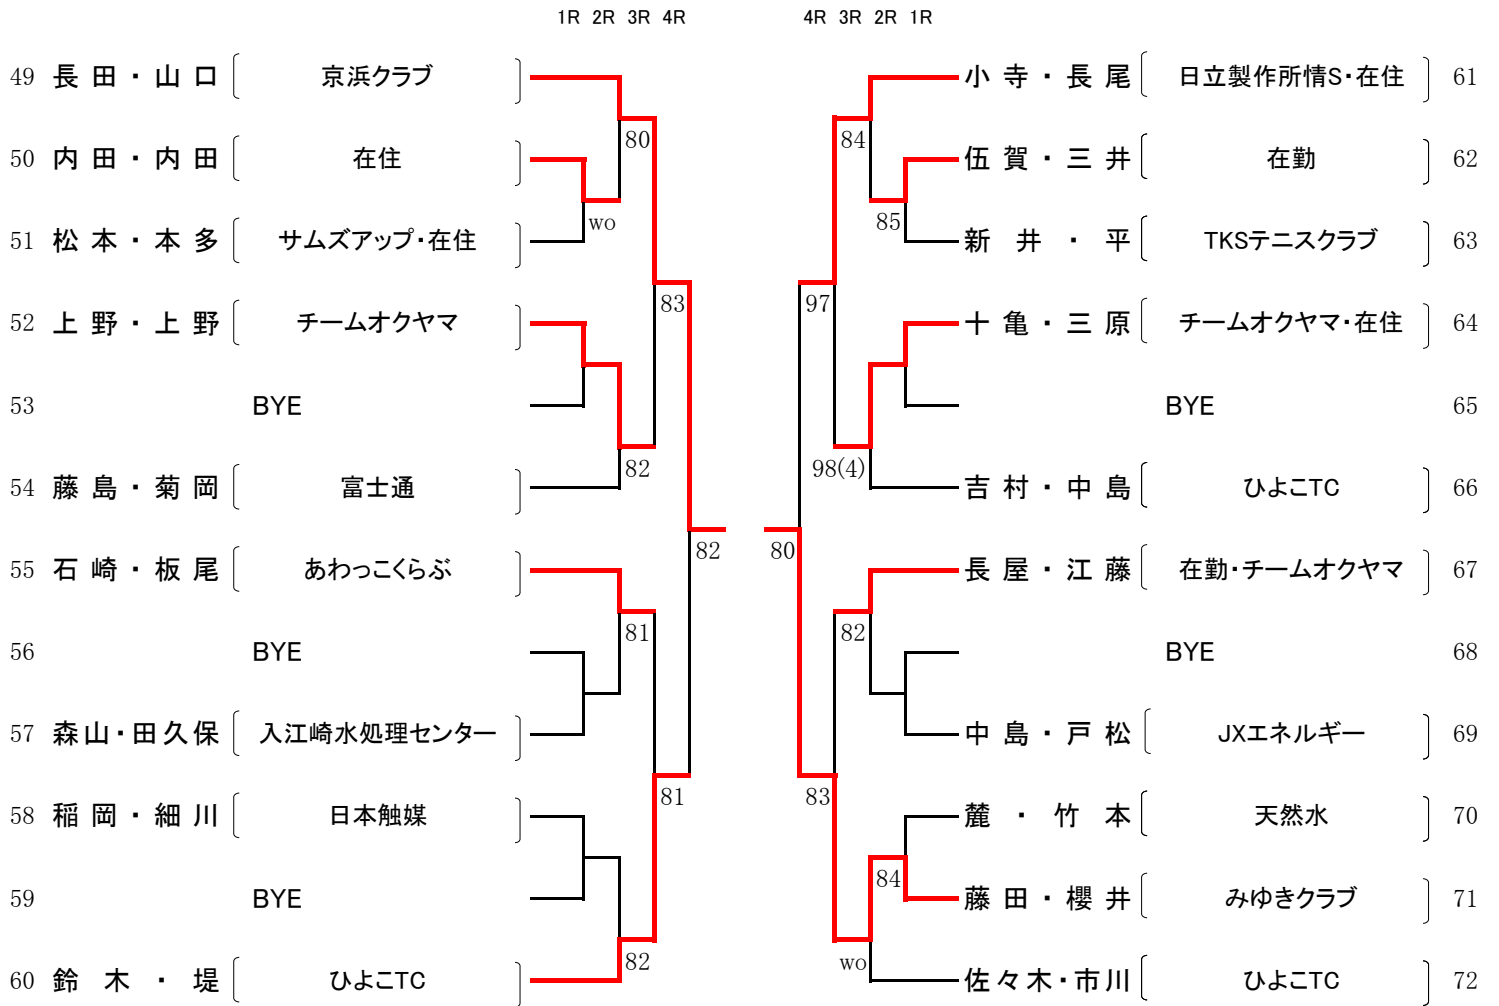 1R 2R 3R 4R 4R 3R 2R 1R
49 長田・山口 京浜クラブ 小寺・長尾 日立製作所情S・在住 61
80 84
50 内田・内田 在住 伍賀・三井 在勤 62
wo 85
51 松本・本多 サムズアップ・在住 新井・平 TKSテニスクラブ 63
83 97
52 上野・上野 チームオクヤマ 十亀・三原 チームオクヤマ・在住 64
53 BYE BYE 65
82 98(4)
54 藤島・菊岡 富士通 吉村・中島 ひよこTC 66
82 80
55 石崎・板尾 あわっこくらぶ 長屋・江藤 在勤・チームオクヤマ 67
81 82
56 BYE BYE 68
57 森山・田久保 入江崎水処理センター 中島・戸松 JXエネルギー 69
81 83
58 稲岡・細川 日本触媒 麓・竹本 天然水 70
84
59 BYE 藤田・櫻井 みゆきクラブ 71
82 wo
60 鈴木・堤 ひよこTC 佐々木・市川 ひよこTC 72